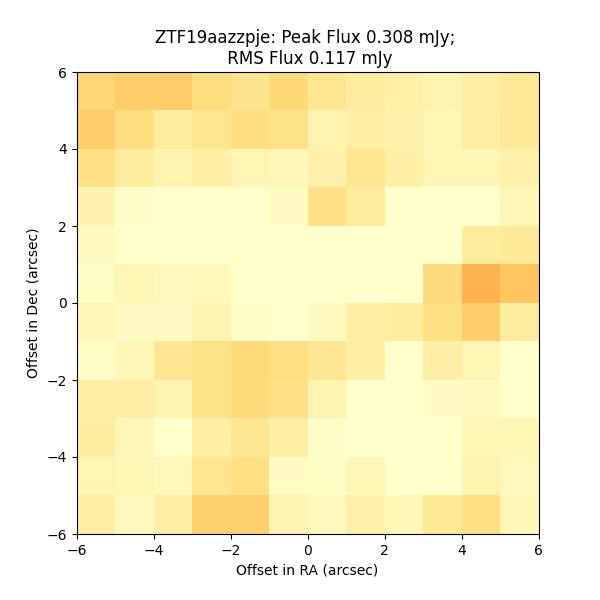 ZTF19aazzpje: Peak Flux 0.308 mJy;
RMS Flux 0.117 mJy
6
4
2
0
−2
−4
−6
Offset in Dec (arcsec)
−6 −4 −2 0 2 4 6
Offset in RA (arcsec)